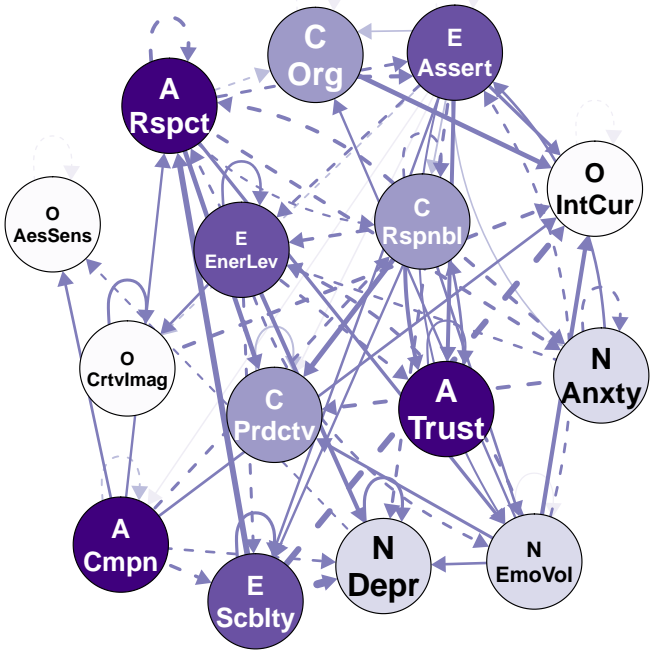 C
Org
E
Assert
A
Rspct
O
IntCur
O
AesSens
C
Rspnbl
E
EnerLev
O
CrtvImag
N
Anxty
C
Prdctv
A
Trust
A
Cmpn
N
Depr
N
EmoVol
E
Scblty